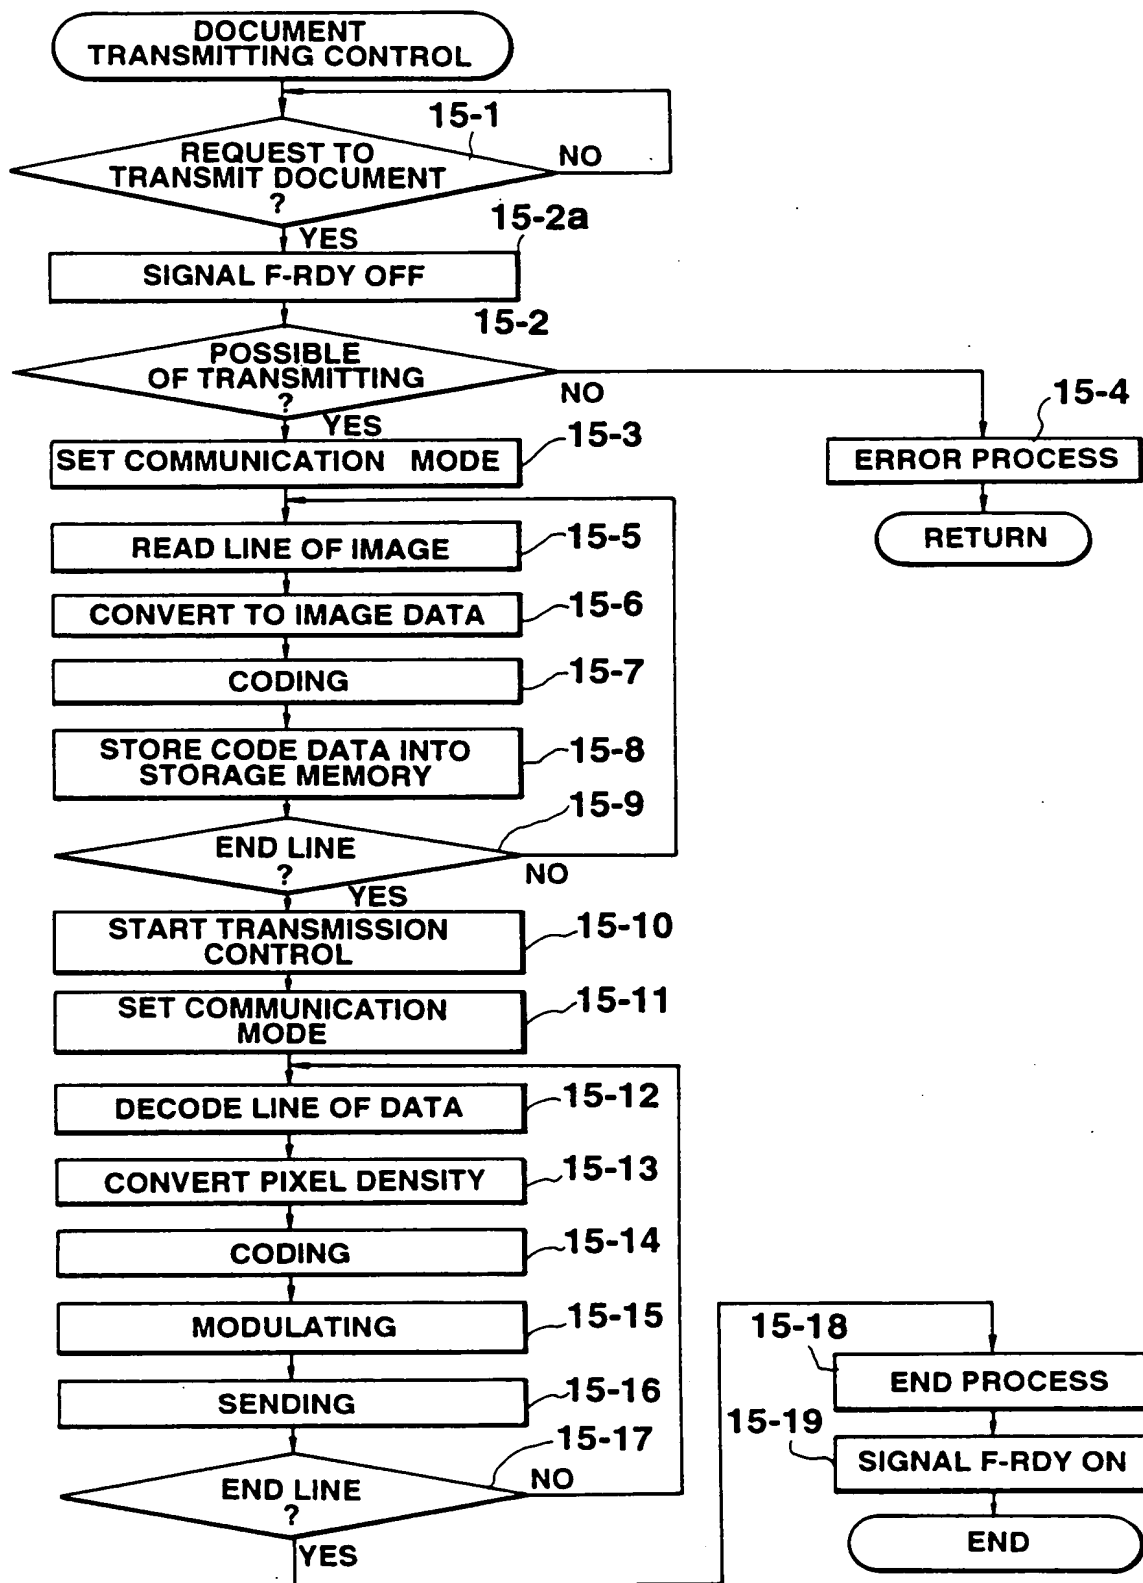 DOCUMENT
TRANSMITTING CONTROL
15-1
REQUEST TO
TRANSMIT DOCUMENT
?
NO
YES
15-2a
SIGNAL F-RDY OFF
15-2
POSSIBLE
OF TRANSMITTING
?
NO
YES
15-3
SET COMMUNICATION MODE
15-4
ERROR PROCESS
RETURN
READ LINE OF IMAGE
15-5
CONVERT TO IMAGE DATA
15-6
CODING
15-7
STORE CODE DATA INTO
STORAGE MEMORY
15-8
15-9
END LINE
?
NO
YES
START TRANSMISSION
CONTROL
15-10
SET COMMUNICATION
MODE
15-11
DECODE LINE OF DATA
15-12
CONVERT PIXEL DENSITY
15-13
CODING
15-14
MODULATING
15-15
SENDING
15-16
15-17
END LINE
?
NO
YES
15-18
END PROCESS
15-19
SIGNAL F-RDY ON
END